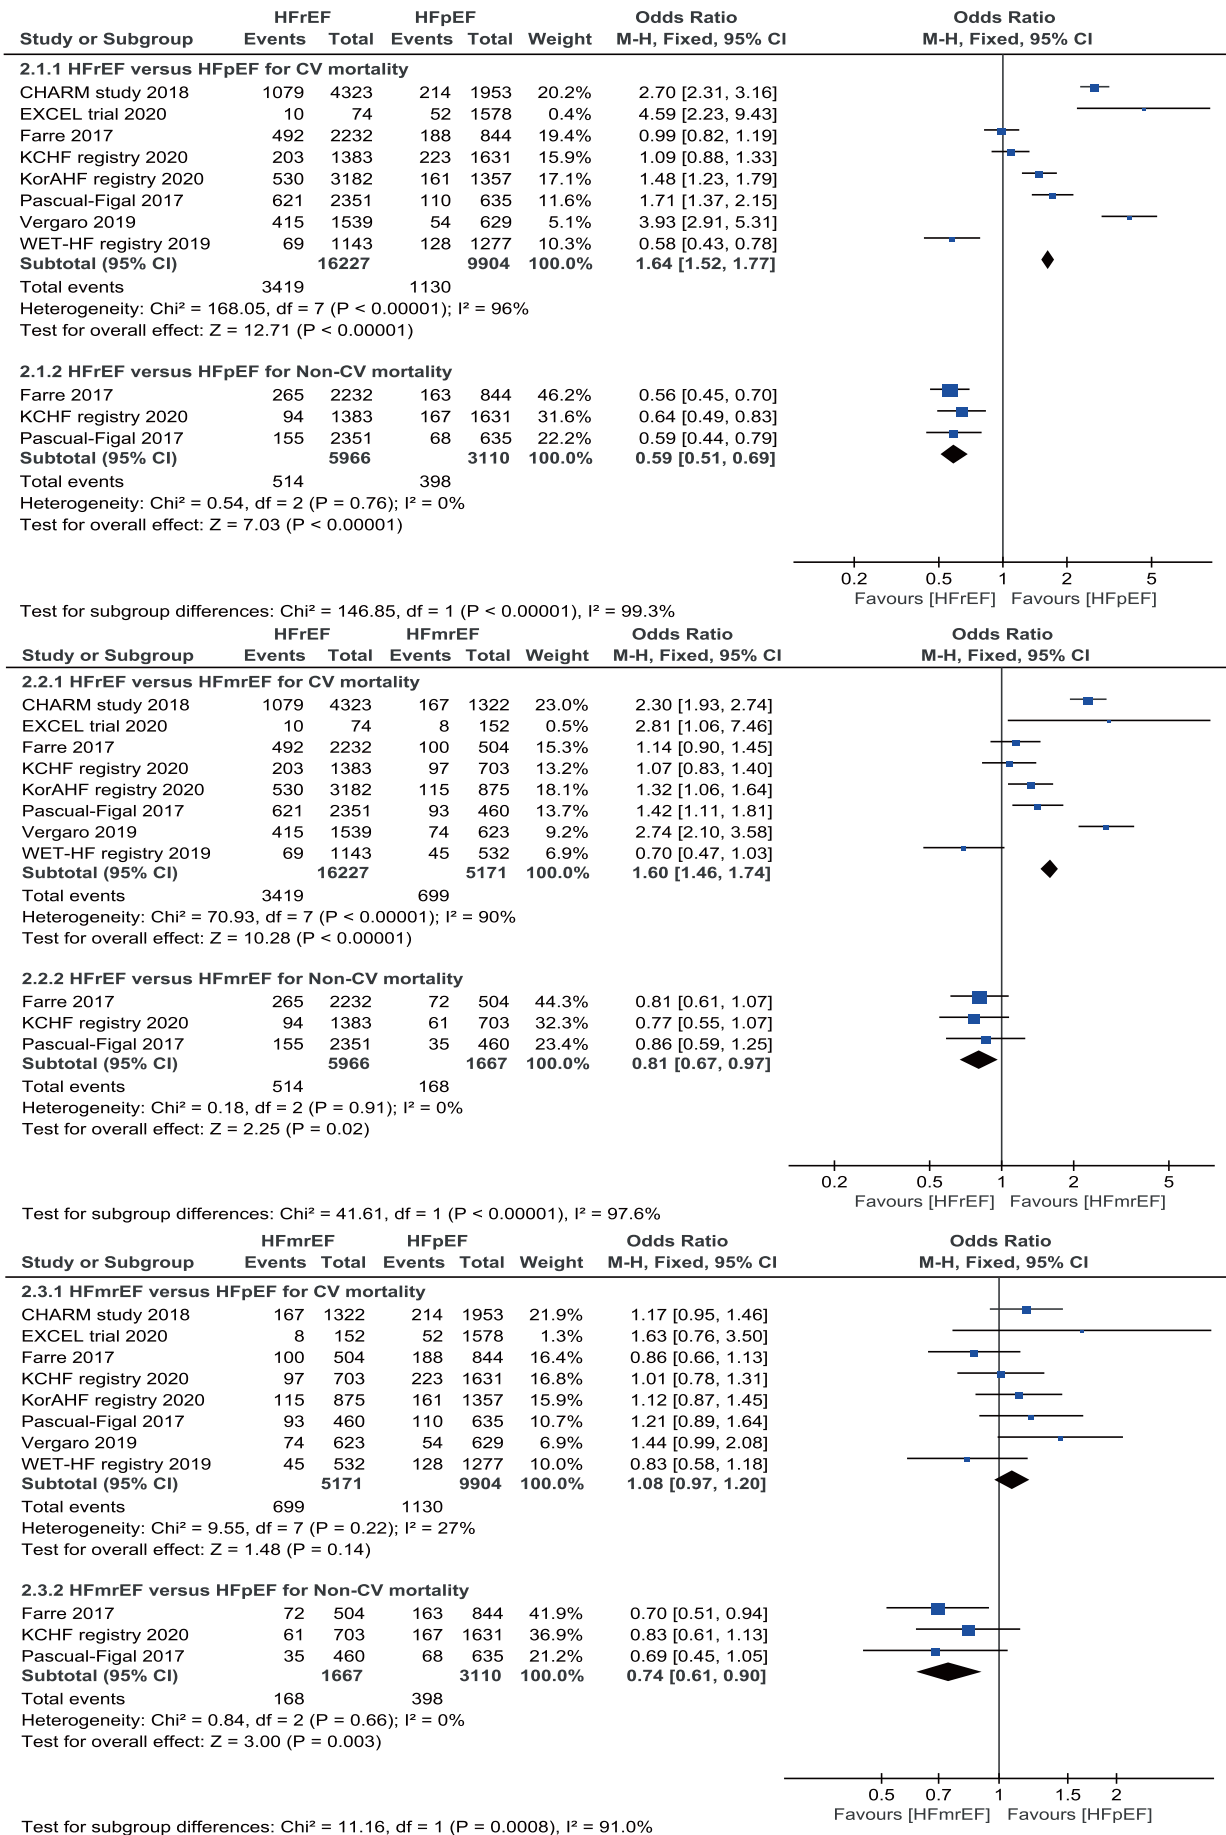 HFrEF HFpEF Odds Ratio Odds Ratio
Study or Subgroup Events Total Events Total Weight M-H, Fixed, 95% CI M-H, Fixed, 95% CI
2.1.1 HFrEF versus HFpEF for CV mortality
CHARM study 2018 1079 4323 214 1953 20.2% 2.70 [2.31, 3.16]
EXCEL trial 2020 10 74 52 1578 0.4% 4.59 [2.23, 9.43]
Farre 2017 492 2232 188 844 19.4% 0.99 [0.82, 1.19]
KCHF registry 2020 203 1383 223 1631 15.9% 1.09 [0.88, 1.33]
KorAHF registry 2020 530 3182 161 1357 17.1% 1.48 [1.23, 1.79]
Pascual-Figal 2017 621 2351 110 635 11.6% 1.71 [1.37, 2.15]
Vergaro 2019 415 1539 54 629 5.1% 3.93 [2.91, 5.31]
WET-HF registry 2019 69 1143 128 1277 10.3% 0.58 [0.43, 0.78]
Subtotal (95% CI) 16227 9904 100.0% 1.64 [1.52, 1.77]
Total events 3419 1130
Heterogeneity: Chi² = 168.05, df = 7 (P < 0.00001); I² = 96%
Test for overall effect: Z = 12.71 (P < 0.00001)
2.1.2 HFrEF versus HFpEF for Non-CV mortality
Farre 2017 265 2232 163 844 46.2% 0.56 [0.45, 0.70]
KCHF registry 2020 94 1383 167 1631 31.6% 0.64 [0.49, 0.83]
Pascual-Figal 2017 155 2351 68 635 22.2% 0.59 [0.44, 0.79]
Subtotal (95% CI) 5966 3110 100.0% 0.59 [0.51, 0.69]
Total events 514 398
Heterogeneity: Chi² = 0.54, df = 2 (P = 0.76); I² = 0%
Test for overall effect: Z = 7.03 (P < 0.00001)
0.2 0.5 1 2 5
Favours [HFrEF] Favours [HFpEF]
Test for subgroup differences: Chi² = 146.85, df = 1 (P < 0.00001), I² = 99.3%
HFrEF HFmrEF Odds Ratio Odds Ratio
Study or Subgroup Events Total Events Total Weight M-H, Fixed, 95% CI M-H, Fixed, 95% CI
2.2.1 HFrEF versus HFmrEF for CV mortality
CHARM study 2018 1079 4323 167 1322 23.0% 2.30 [1.93, 2.74]
EXCEL trial 2020 10 74 8 152 0.5% 2.81 [1.06, 7.46]
Farre 2017 492 2232 100 504 15.3% 1.14 [0.90, 1.45]
KCHF registry 2020 203 1383 97 703 13.2% 1.07 [0.83, 1.40]
KorAHF registry 2020 530 3182 115 875 18.1% 1.32 [1.06, 1.64]
Pascual-Figal 2017 621 2351 93 460 13.7% 1.42 [1.11, 1.81]
Vergaro 2019 415 1539 74 623 9.2% 2.74 [2.10, 3.58]
WET-HF registry 2019 69 1143 45 532 6.9% 0.70 [0.47, 1.03]
Subtotal (95% CI) 16227 5171 100.0% 1.60 [1.46, 1.74]
Total events 3419 699
Heterogeneity: Chi² = 70.93, df = 7 (P < 0.00001); I² = 90%
Test for overall effect: Z = 10.28 (P < 0.00001)
2.2.2 HFrEF versus HFmrEF for Non-CV mortality
Farre 2017 265 2232 72 504 44.3% 0.81 [0.61, 1.07]
KCHF registry 2020 94 1383 61 703 32.3% 0.77 [0.55, 1.07]
Pascual-Figal 2017 155 2351 35 460 23.4% 0.86 [0.59, 1.25]
Subtotal (95% CI) 5966 1667 100.0% 0.81 [0.67, 0.97]
Total events 514 168
Heterogeneity: Chi² = 0.18, df = 2 (P = 0.91); I² = 0%
Test for overall effect: Z = 2.25 (P = 0.02)
0.2 0.5 1 2 5
Favours [HFrEF] Favours [HFmrEF]
Test for subgroup differences: Chi² = 41.61, df = 1 (P < 0.00001), I² = 97.6%
HFmrEF HFpEF Odds Ratio Odds Ratio
Study or Subgroup Events Total Events Total Weight M-H, Fixed, 95% CI M-H, Fixed, 95% CI
2.3.1 HFmrEF versus HFpEF for CV mortality
CHARM study 2018 167 1322 214 1953 21.9% 1.17 [0.95, 1.46]
EXCEL trial 2020 8 152 52 1578 1.3% 1.63 [0.76, 3.50]
Farre 2017 100 504 188 844 16.4% 0.86 [0.66, 1.13]
KCHF registry 2020 97 703 223 1631 16.8% 1.01 [0.78, 1.31]
KorAHF registry 2020 115 875 161 1357 15.9% 1.12 [0.87, 1.45]
Pascual-Figal 2017 93 460 110 635 10.7% 1.21 [0.89, 1.64]
Vergaro 2019 74 623 54 629 6.9% 1.44 [0.99, 2.08]
WET-HF registry 2019 45 532 128 1277 10.0% 0.83 [0.58, 1.18]
Subtotal (95% CI) 5171 9904 100.0% 1.08 [0.97, 1.20]
Total events 699 1130
Heterogeneity: Chi² = 9.55, df = 7 (P = 0.22); I² = 27%
Test for overall effect: Z = 1.48 (P = 0.14)
2.3.2 HFmrEF versus HFpEF for Non-CV mortality
Farre 2017 72 504 163 844 41.9% 0.70 [0.51, 0.94]
KCHF registry 2020 61 703 167 1631 36.9% 0.83 [0.61, 1.13]
Pascual-Figal 2017 35 460 68 635 21.2% 0.69 [0.45, 1.05]
Subtotal (95% CI) 1667 3110 100.0% 0.74 [0.61, 0.90]
Total events 168 398
Heterogeneity: Chi² = 0.84, df = 2 (P = 0.66); I² = 0%
Test for overall effect: Z = 3.00 (P = 0.003)
0.5 0.7 1 1.5 2
Favours [HFmrEF] Favours [HFpEF]
Test for subgroup differences: Chi² = 11.16, df = 1 (P = 0.0008), I² = 91.0%